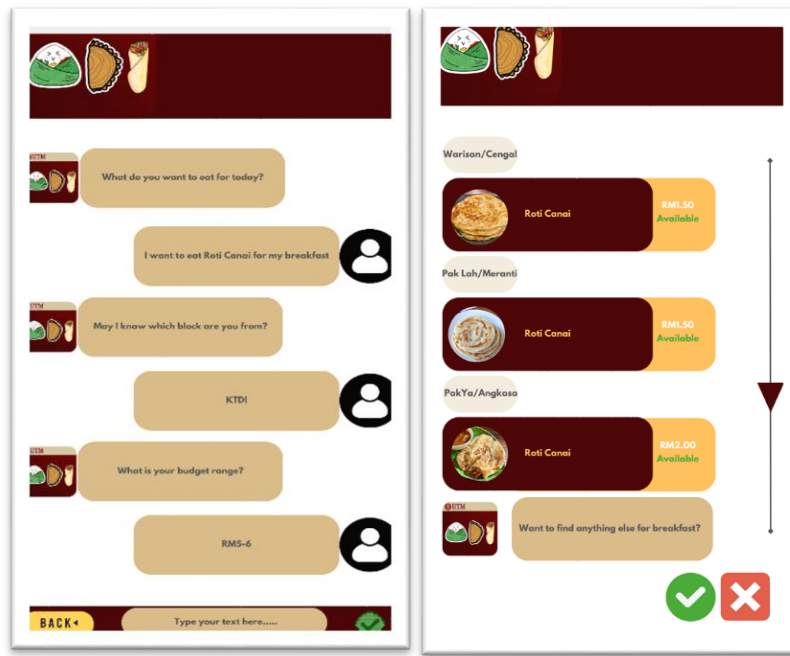 UTM
What do you want to eat for today?
I want to eat Roti Canai for my breakfast
UTM
May I know which block are you from?
KTDI
UTM
What is your budget range?
RM5-6
BACK
Type your text here.....
Warisan/Cengal
Roti Canai
RM1.50
Available
Pak Lah/Meranti
Roti Canai
RM1.50
Available
PakYa/Angkasa
Roti Canai
RM2.00
Available
UTM
Want to find anything else for breakfast?